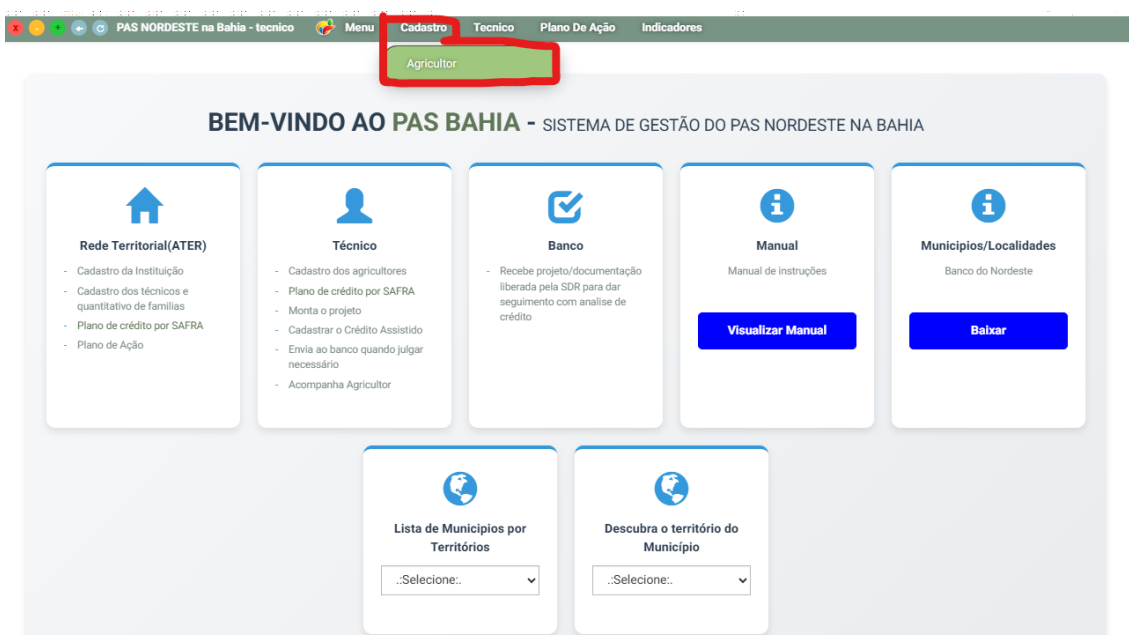 PAS NORDESTE na Bahia - tecnico Menu Cadastro Tecnico Plano De Ação Indicadores
Agricultor
BEM-VINDO AO PAS BAHIA - SISTEMA DE GESTÃO DO PAS NORDESTE NA BAHIA
Rede Territorial(ATER)
- Cadastro da Instituição
- Cadastro dos técnicos e
quantitativo de familias
- Plano de crédito por SAFRA
- Plano de Ação
Técnico
- Cadastro dos agricultores
- Plano de crédito por SAFRA
- Monta o projeto
- Cadastrar o Crédito Assistido
- Envia ao banco quando julgar
necessário
- Acompanha Agricultor
Banco
- Recebe projeto/documentação
liberada pela SDR para dar
seguimento com analise de
crédito
Manual
Manual de instruções
Visualizar Manual
Municipios/Localidades
Banco do Nordeste
Baixar
Lista de Municipios por
Territórios
.:Selecione:.
Descubra o território do
Município
.:Selecione:.